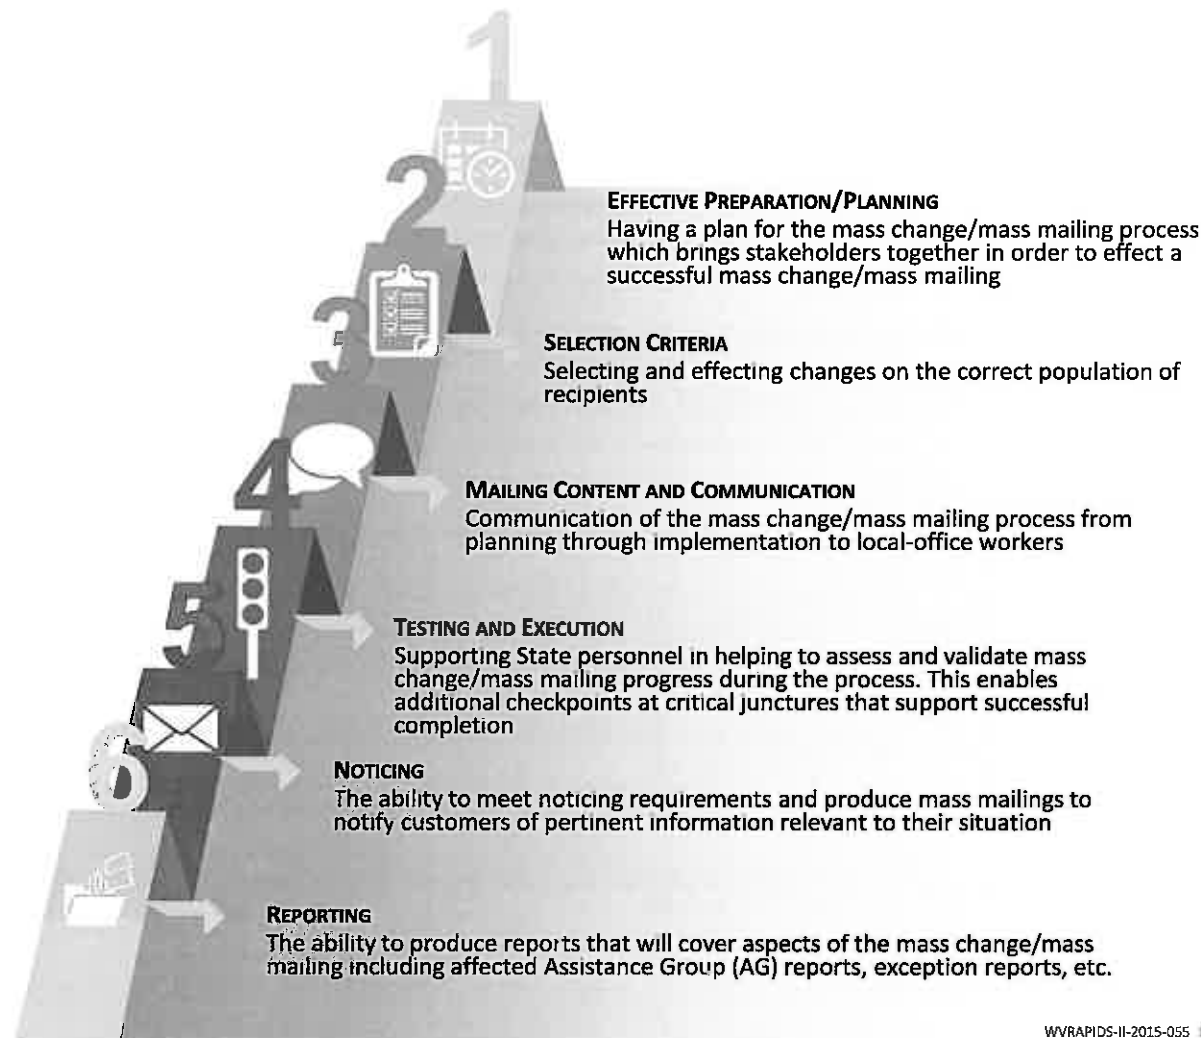 1
EFFECTIVE PREPARATION/PLANNING
Having a plan for the mass change/mass mailing process
which brings stakeholders together in order to effect a
successful mass change/mass mailing
2
SELECTION CRITERIA
Selecting and effecting changes on the correct population of
recipients
3
MAILING CONTENT AND COMMUNICATION
Communication of the mass change/mass mailing process from
planning through implementation to local-office workers
4
TESTING AND EXECUTION
Supporting State personnel in helping to assess and validate mass
change/mass mailing progress during the process. This enables
additional checkpoints at critical junctures that support successful
completion
5
NOTICING
The ability to meet noticing requirements and produce mass mailings to
notify customers of pertinent information relevant to their situation
6
REPORTING
The ability to produce reports that will cover aspects of the mass change/mass
mailing including affected Assistance Group (AG) reports, exception reports, etc.
WVRAPIDS-II-2015-055